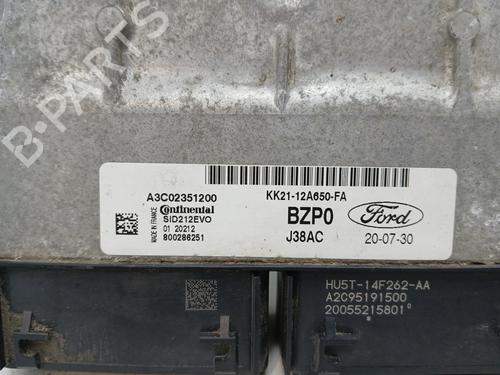 B-PARTS
A3C02351200
KK21-12A650-FA
MADE IN FRANCE
Continental
SID212EVO
01 20212
800286251
BZP0
J38AC
Ford
20-07-30
HU5T-14F262-AA
A2C95191500
20055215801